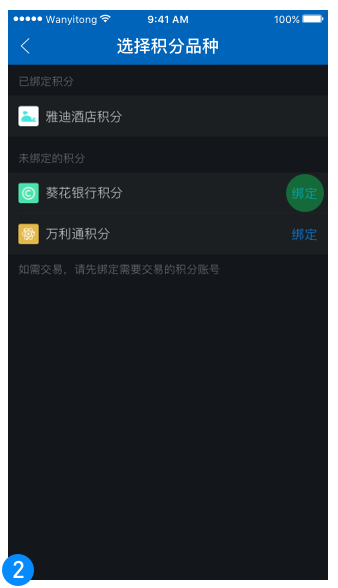 Wanyitong 9:41 AM 100%
选择积分品种
已绑定积分
雅迪酒店积分
未绑定的积分
葵花银行积分 绑定
万利通积分 绑定
如需交易，请先绑定需要交易的积分账号
2